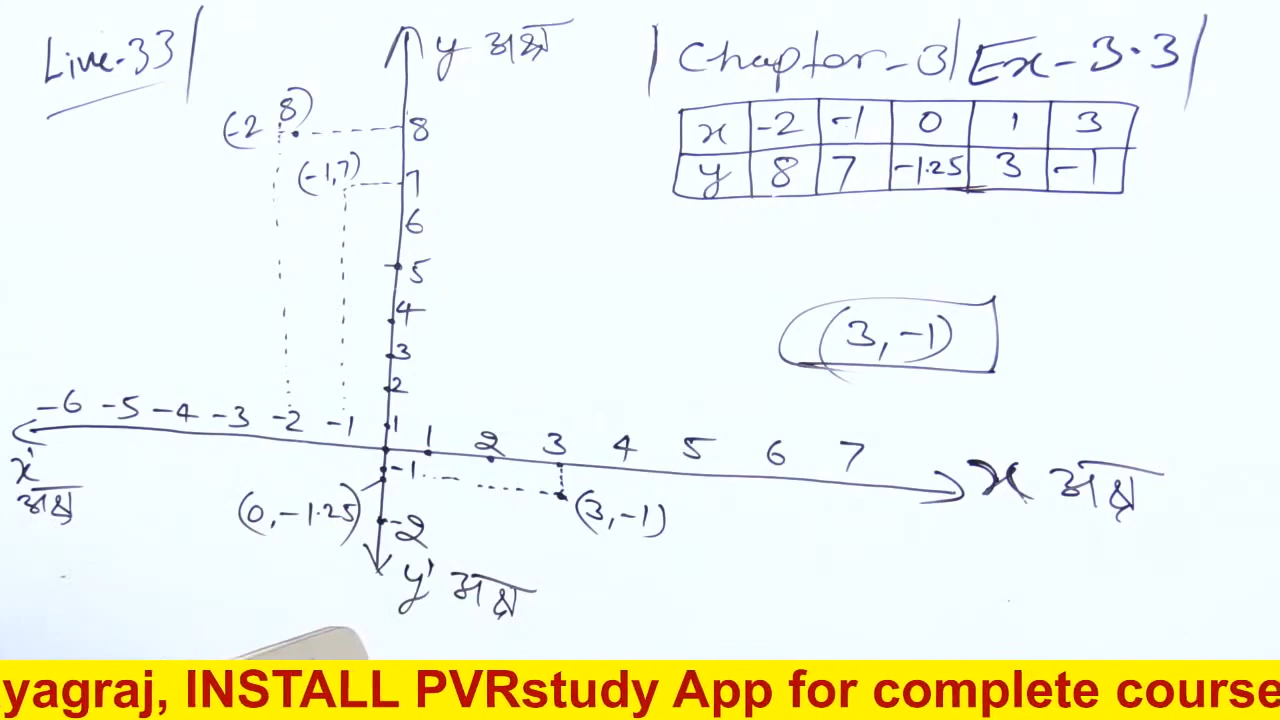 Live-33
| Chapter-3 | Ex-3.3 |
x -2 -1 0 1 3
y 8 7 -1.25 3 -1
y अक्ष
(-2 8)
8
(-1,7)
7
6
5
4
3
2
1
(3,-1)
-6 -5 -4 -3 -2 -1 1 2 3 4 5 6 7
x' अक्ष
x अक्ष
-1
(0,-1.25)
(3,-1)
-2
y' अक्ष
yagraj, INSTALL PVRstudy App for complete course